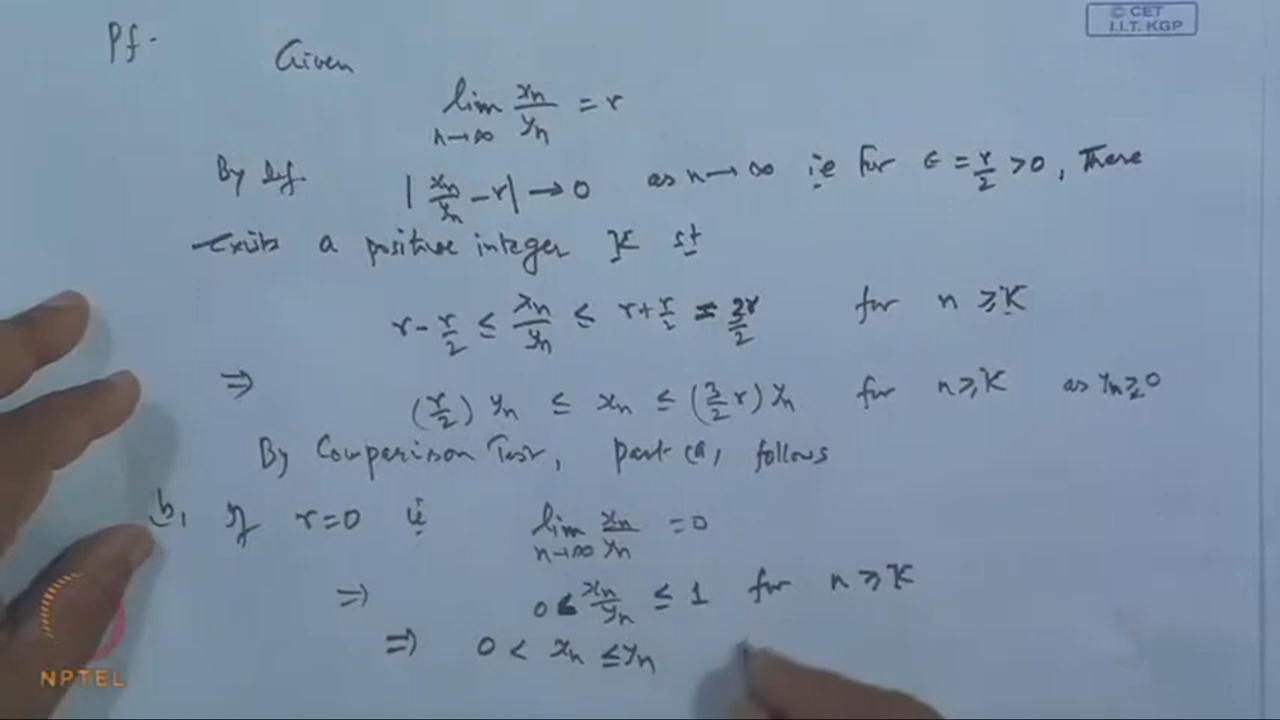 © CET
I.I.T. KGP
Pf.
Given
lim n→∞ xn/yn = r
By def. |xn/yn - r| → 0 as n → ∞ ie for ε = r/2 > 0, There
exists a positive integer K st
r - r/2 ≤ xn/yn ≤ r + r/2 = 3r/2 for n ≥ K
⇒ (r/2) yn ≤ xn ≤ (3/2 r) yn for n ≥ K as yn ≥ 0
By Comparison Test, part (a, follows
b, If r=0 ie lim n→∞ xn/yn = 0
⇒ 0 < xn/yn ≤ 1 for n ≥ K
⇒ 0 < xn ≤ yn
NPTEL